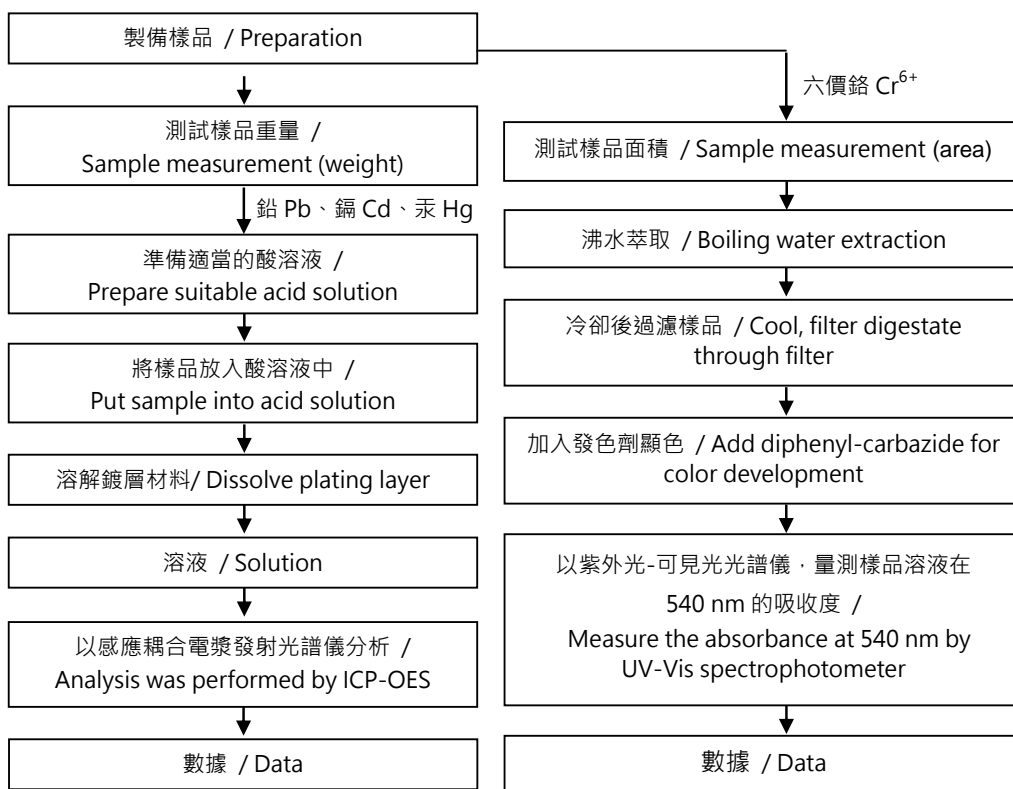 製備樣品 / Preparation
測試樣品重量 /
Sample measurement (weight)
鉛 Pb、鎘 Cd、汞 Hg
準備適當的酸溶液 /
Prepare suitable acid solution
將樣品放入酸溶液中 /
Put sample into acid solution
溶解鍍層材料/ Dissolve plating layer
溶液 / Solution
以感應耦合電漿發射光譜儀分析 /
Analysis was performed by ICP-OES
數據 / Data
六價鉻 Cr⁶⁺
測試樣品面積 / Sample measurement (area)
沸水萃取 / Boiling water extraction
冷卻後過濾樣品 / Cool, filter digestate
through filter
加入發色劑顯色 / Add diphenyl-carbazide for
color development
以紫外光-可見光光譜儀，量測樣品溶液在
540 nm 的吸收度 /
Measure the absorbance at 540 nm by
UV-Vis spectrophotometer
數據 / Data